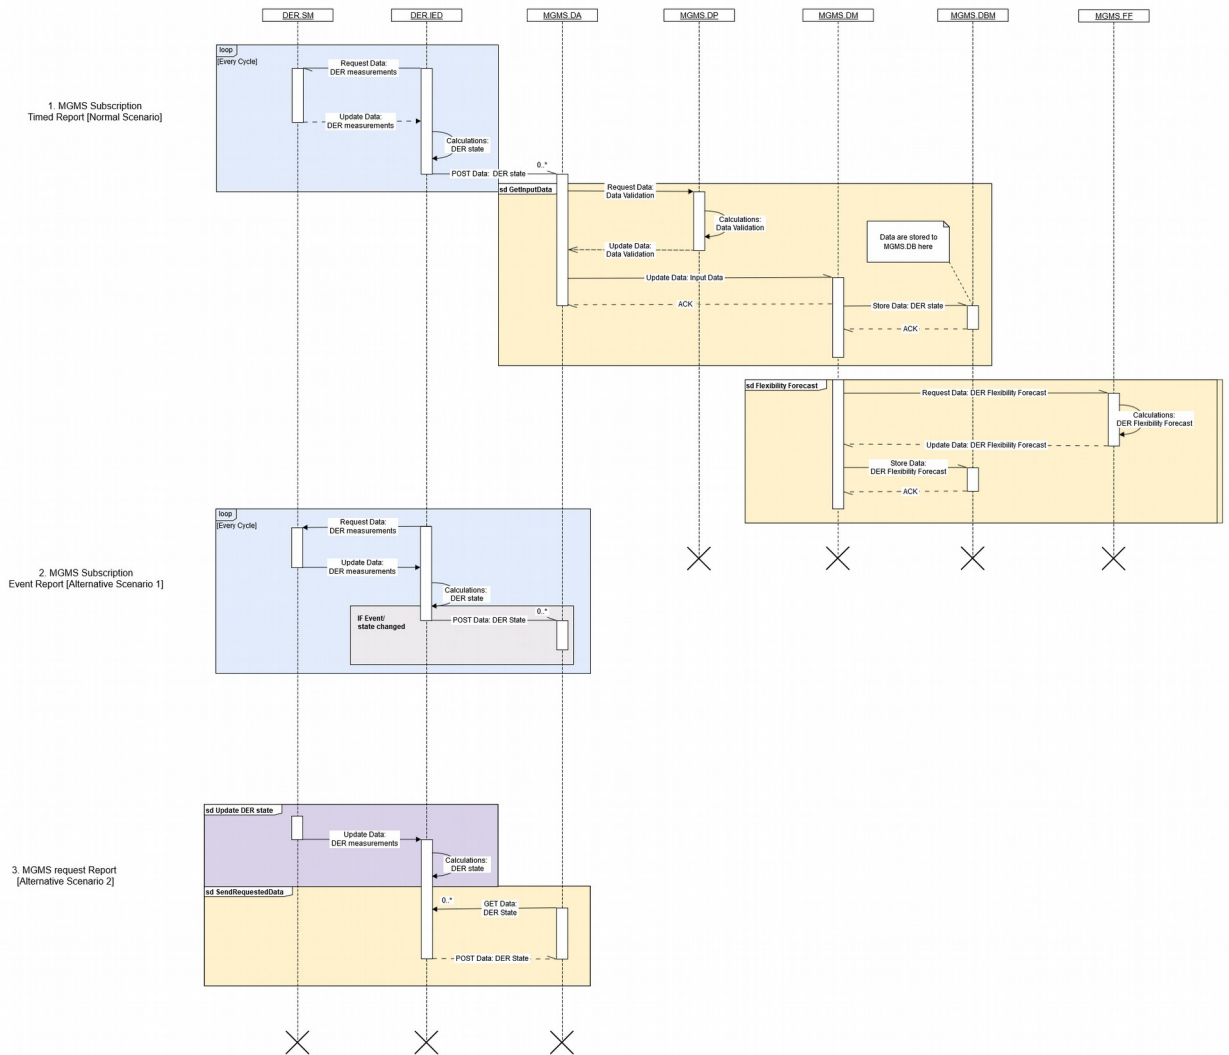 DER.SM
DER.IED
MGMS.DA
MGMS.DP
MGMS.DM
MGMS.DBM
MGMS.FF
1. MGMS Subscription
Timed Report [Normal Scenario]
loop
[Every Cycle]
Request Data:
DER measurements
Update Data:
DER measurements
Calculations:
DER state
POST Data: DER state
0..*
sd GetInputData
Request Data:
Data Validation
Calculations:
Data Validation
Update Data:
Data Validation
Data are stored to
MGMS.DB here
Update Data: Input Data
ACK
Store Data: DER state
ACK
sd Flexibility Forecast
Request Data: DER Flexibility Forecast
Calculations:
DER Flexibility Forecast
Update Data: DER Flexibility Forecast
Store Data:
DER Flexibility Forecast
ACK
2. MGMS Subscription
Event Report [Alternative Scenario 1]
loop
[Every Cycle]
Request Data:
DER measurements
Update Data:
DER measurements
Calculations:
DER state
IF Event/
state changed
0..*
POST Data: DER State
3. MGMS request Report
[Alternative Scenario 2]
sd Update DER state
Update Data:
DER measurements
Calculations:
DER state
sd SendRequestedData
0..*
GET Data:
DER State
POST Data: DER State